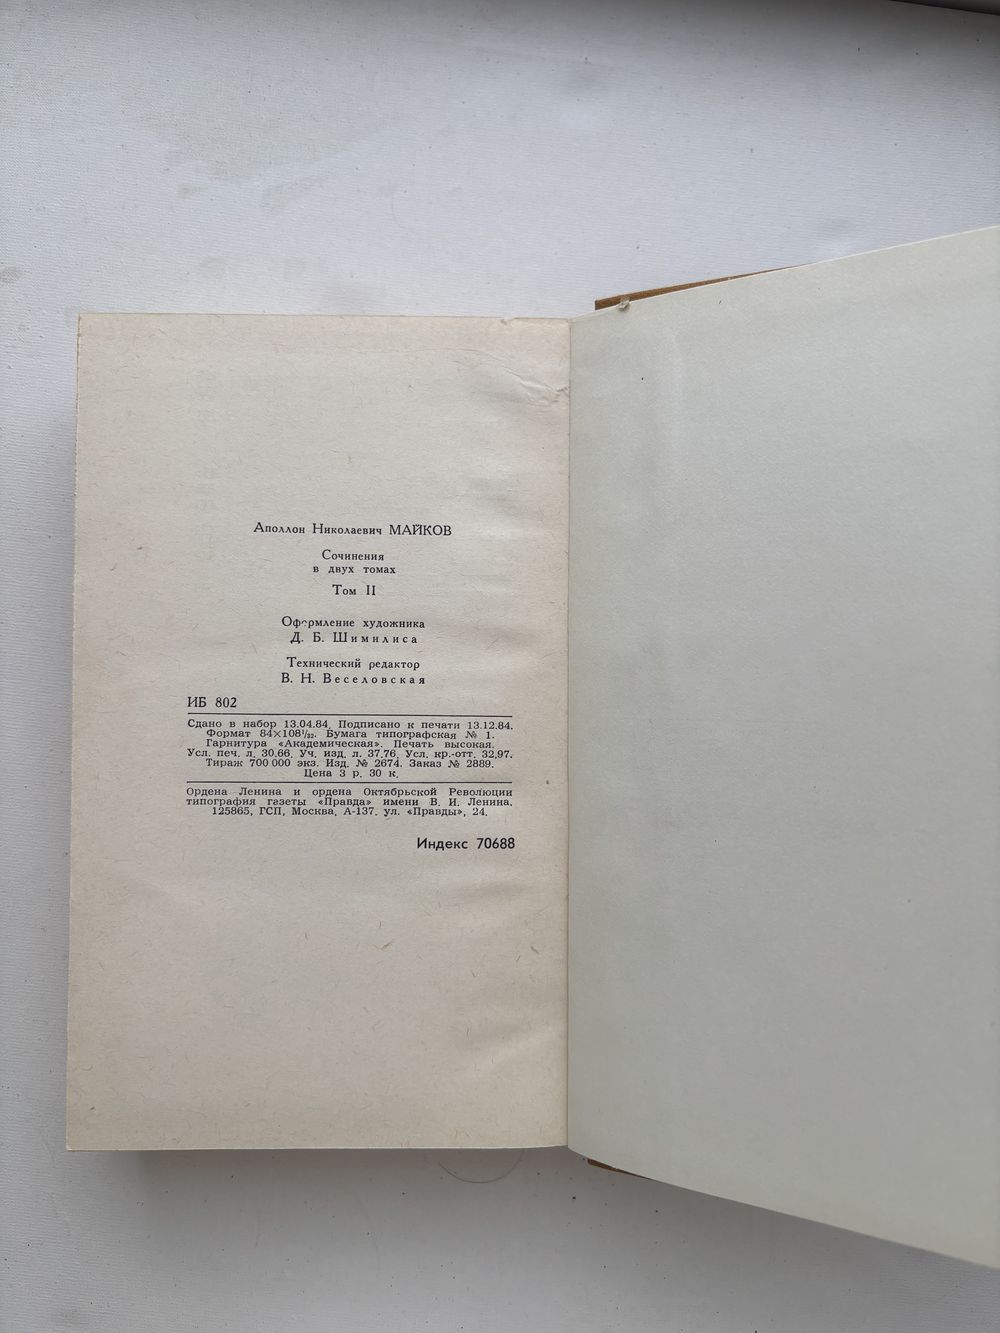 Аполлон Николаевич МАЙКОВ
Сочинения
в двух томах
Том II
Оформление художника
Д. Б. Шимилиса
Технический редактор
В. Н. Веселовская
ИБ 802
Сдано в набор 13.04.84. Подписано к печати 13.12.84.
Формат 84×108¹/₃₂. Бумага типографская № 1.
Гарнитура «Академическая». Печать высокая.
Усл. печ. л. 30,66. Уч. изд. л. 37,76. Усл. кр.-отт. 32,97.
Тираж 700 000 экз. Изд. № 2674. Заказ № 2889.
Цена 3 р. 30 к.
Ордена Ленина и ордена Октябрьской Революции
типография газеты «Правда» имени В. И. Ленина.
125865, ГСП, Москва, А-137, ул. «Правды», 24.
Индекс 70688